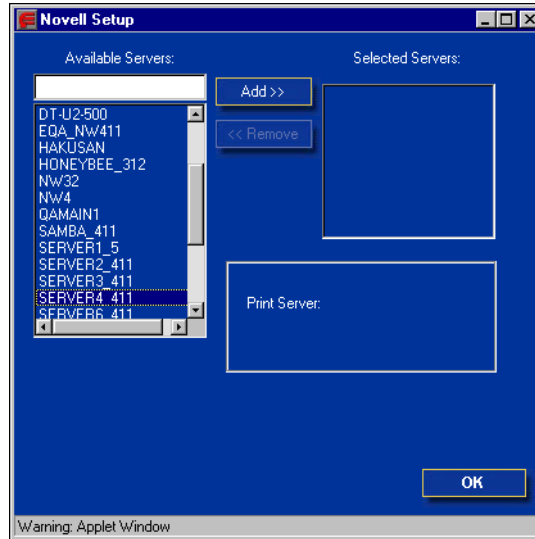 Novell Setup
Available Servers:
Selected Servers:
Add >>
<< Remove
DT-U2-500
EQA_NW411
HAKUSAN
HONEYBEE_312
NW32
NW4
QAMAIN1
SAMBA_411
SERVER1_5
SERVER2_411
SERVER3_411
SERVER4_411
SERVER6_411
Print Server:
OK
Warning: Applet Window